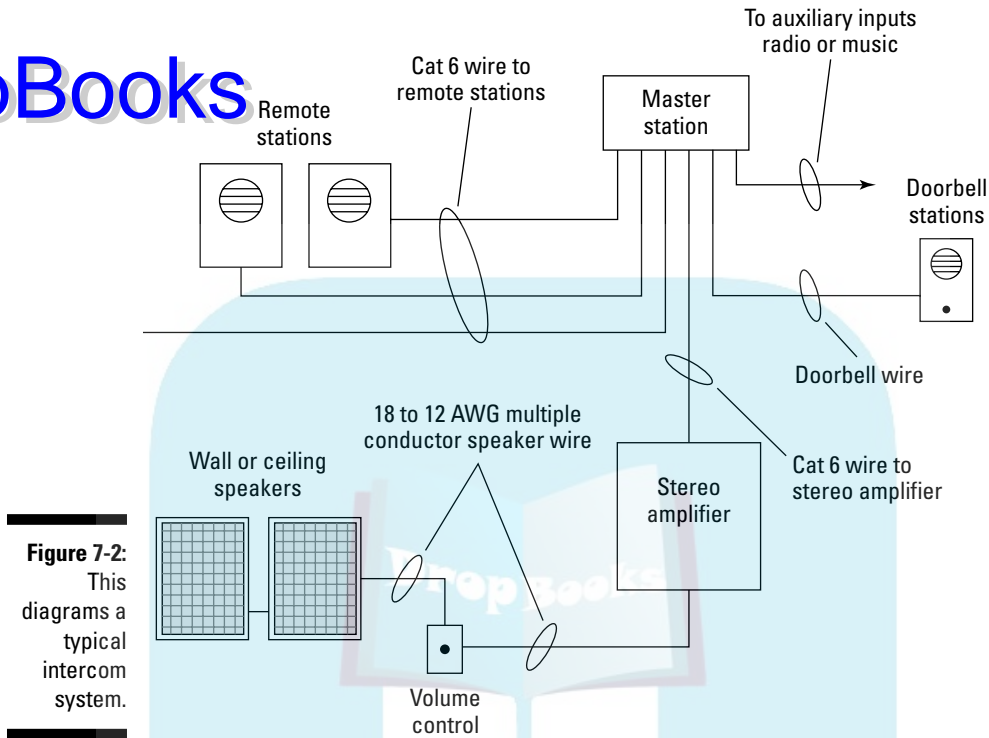 To auxiliary inputs
radio or music
Cat 6 wire to
remote stations
Books
Remote
stations
Master
station
Doorbell
stations
Doorbell wire
18 to 12 AWG multiple
conductor speaker wire
Wall or ceiling
speakers
Stereo
amplifier
Cat 6 wire to
stereo amplifier
DropBooks
Figure 7-2:
This
diagrams a
typical
intercom
system.
Volume
control